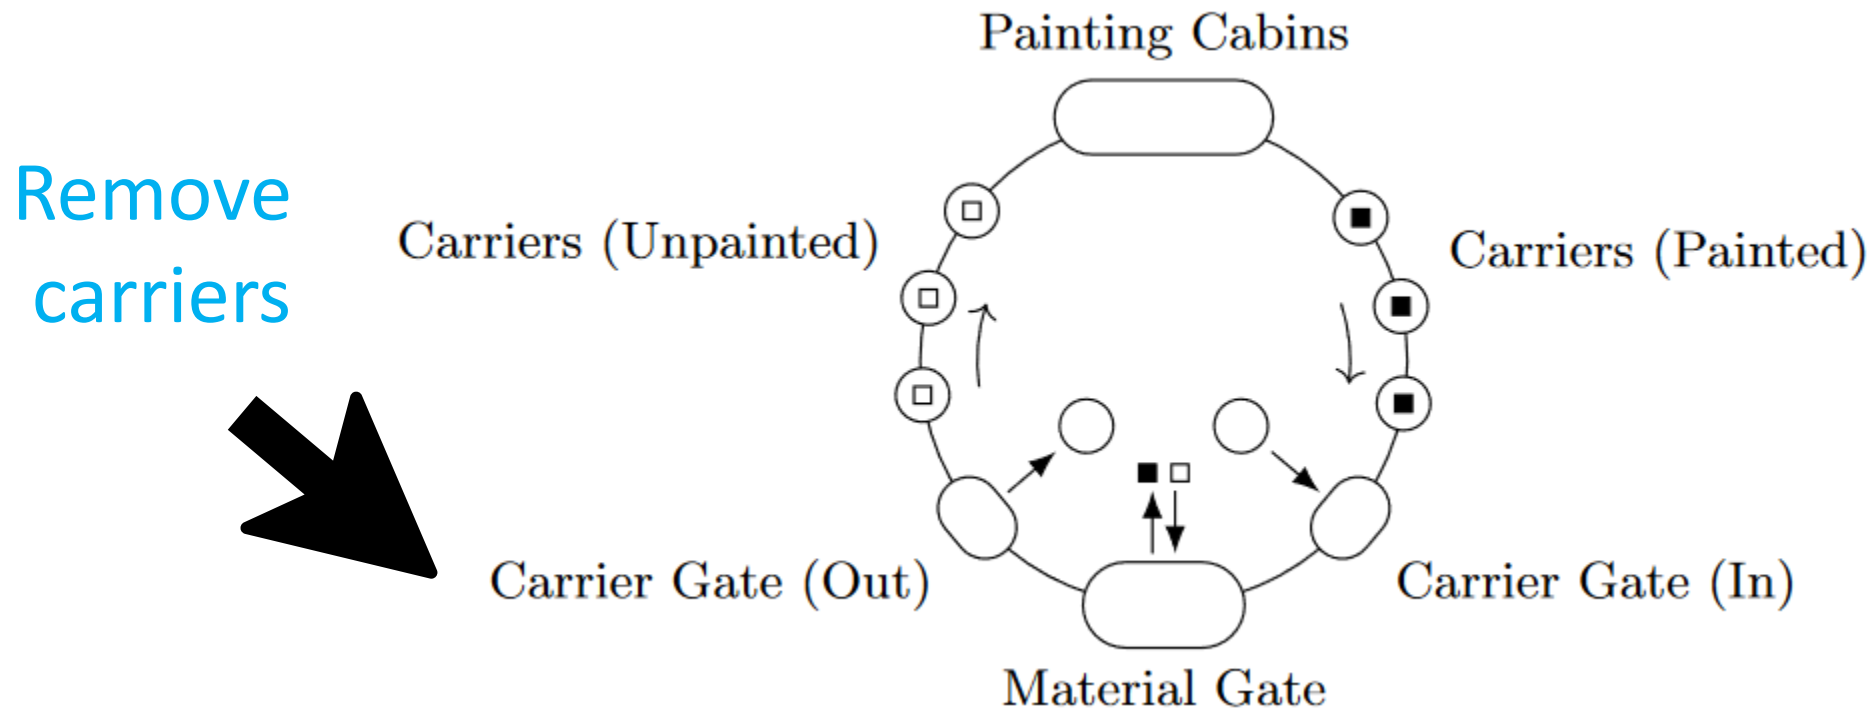 Painting Cabins
Remove
carriers
Carriers (Unpainted)
Carriers (Painted)
Carrier Gate (Out)
Carrier Gate (In)
Material Gate